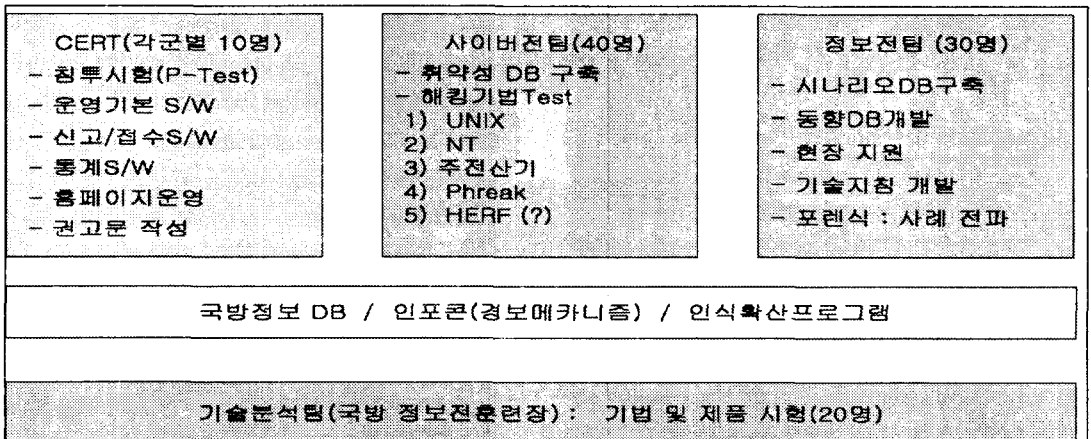 CERT(각군별 10명)
- 침투시험(P-Test)
- 운영기본 S/W
- 신고/접수S/W
- 통계S/W
- 홈페이지운영
- 권고문 작성
사이버전팀(40명)
- 취약성 DB 구축
- 해킹기법Test
1) UNIX
2) NT
3) 주전산기
4) Phreak
5) HERF (?)
정보전팀 (30명)
- 시나리오DB구축
- 동향DB개발
- 현장 지원
- 기술지침 개발
- 포렌식 : 사례 전파
국방정보 DB / 인포콘(경보메카니즘) / 인식확산프로그램
기술분석팀(국방 정보전훈련장) : 기법 및 제품 시험(20명)